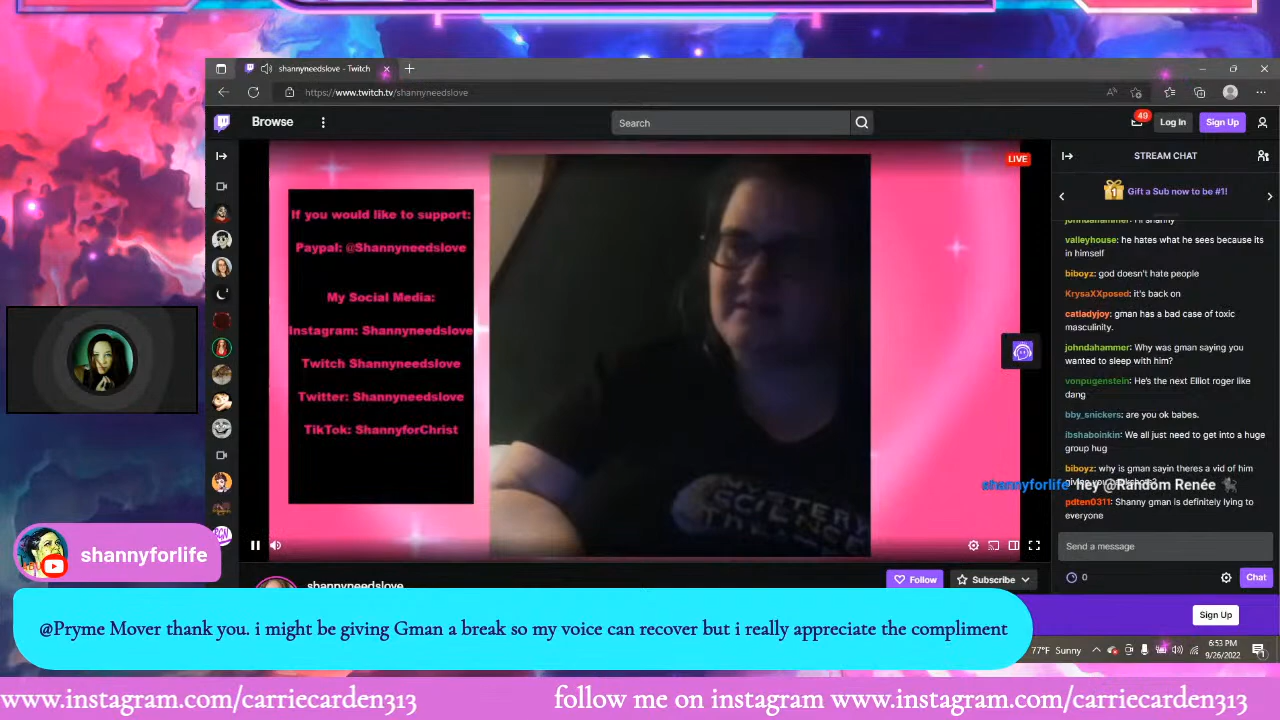 shannyneedslove - Twitch
https://www.twitch.tv/shannyneedslove
Browse
Search
49
Log In
Sign Up
LIVE
STREAM CHAT
1
Gift a Sub now to be #1!
If you would like to support:
Paypal: @Shannyneedslove
My Social Media:
Instagram: Shannyneedslove
Twitch Shannyneedslove
Twitter: Shannyneedslove
TikTok: ShannyforChrist
johndahammer: Hi shanny
valleyhouse: he hates what he sees because its
in himself
biboyz: god doesn't hate people
KrysaXXposed: it's back on
catladyjoy: gman has a bad case of toxic
masculinity.
johndahammer: Why was gman saying you
wanted to sleep with him?
vonpugenstein: He's the next Elliot roger like
dang
bby_snickers: are you ok babes.
ibshaboinkin: We all just need to get into a huge
group hug
biboyz: why is gman sayin theres a vid of him
shannyforlife hey @Random Renée
pdten0311: Shanny gman is definitely lying to
everyone
Send a message
0
Chat
shannyneedslove
Follow
Subscribe
Sign Up
shannyforlife
@Pryme Mover thank you. i might be giving Gman a break so my voice can recover but i really appreciate the compliment
77°F Sunny
6:53 PM
9/26/2022
www.instagram.com/carriecarden313
follow me on instagram www.instagram.com/carriecarden313